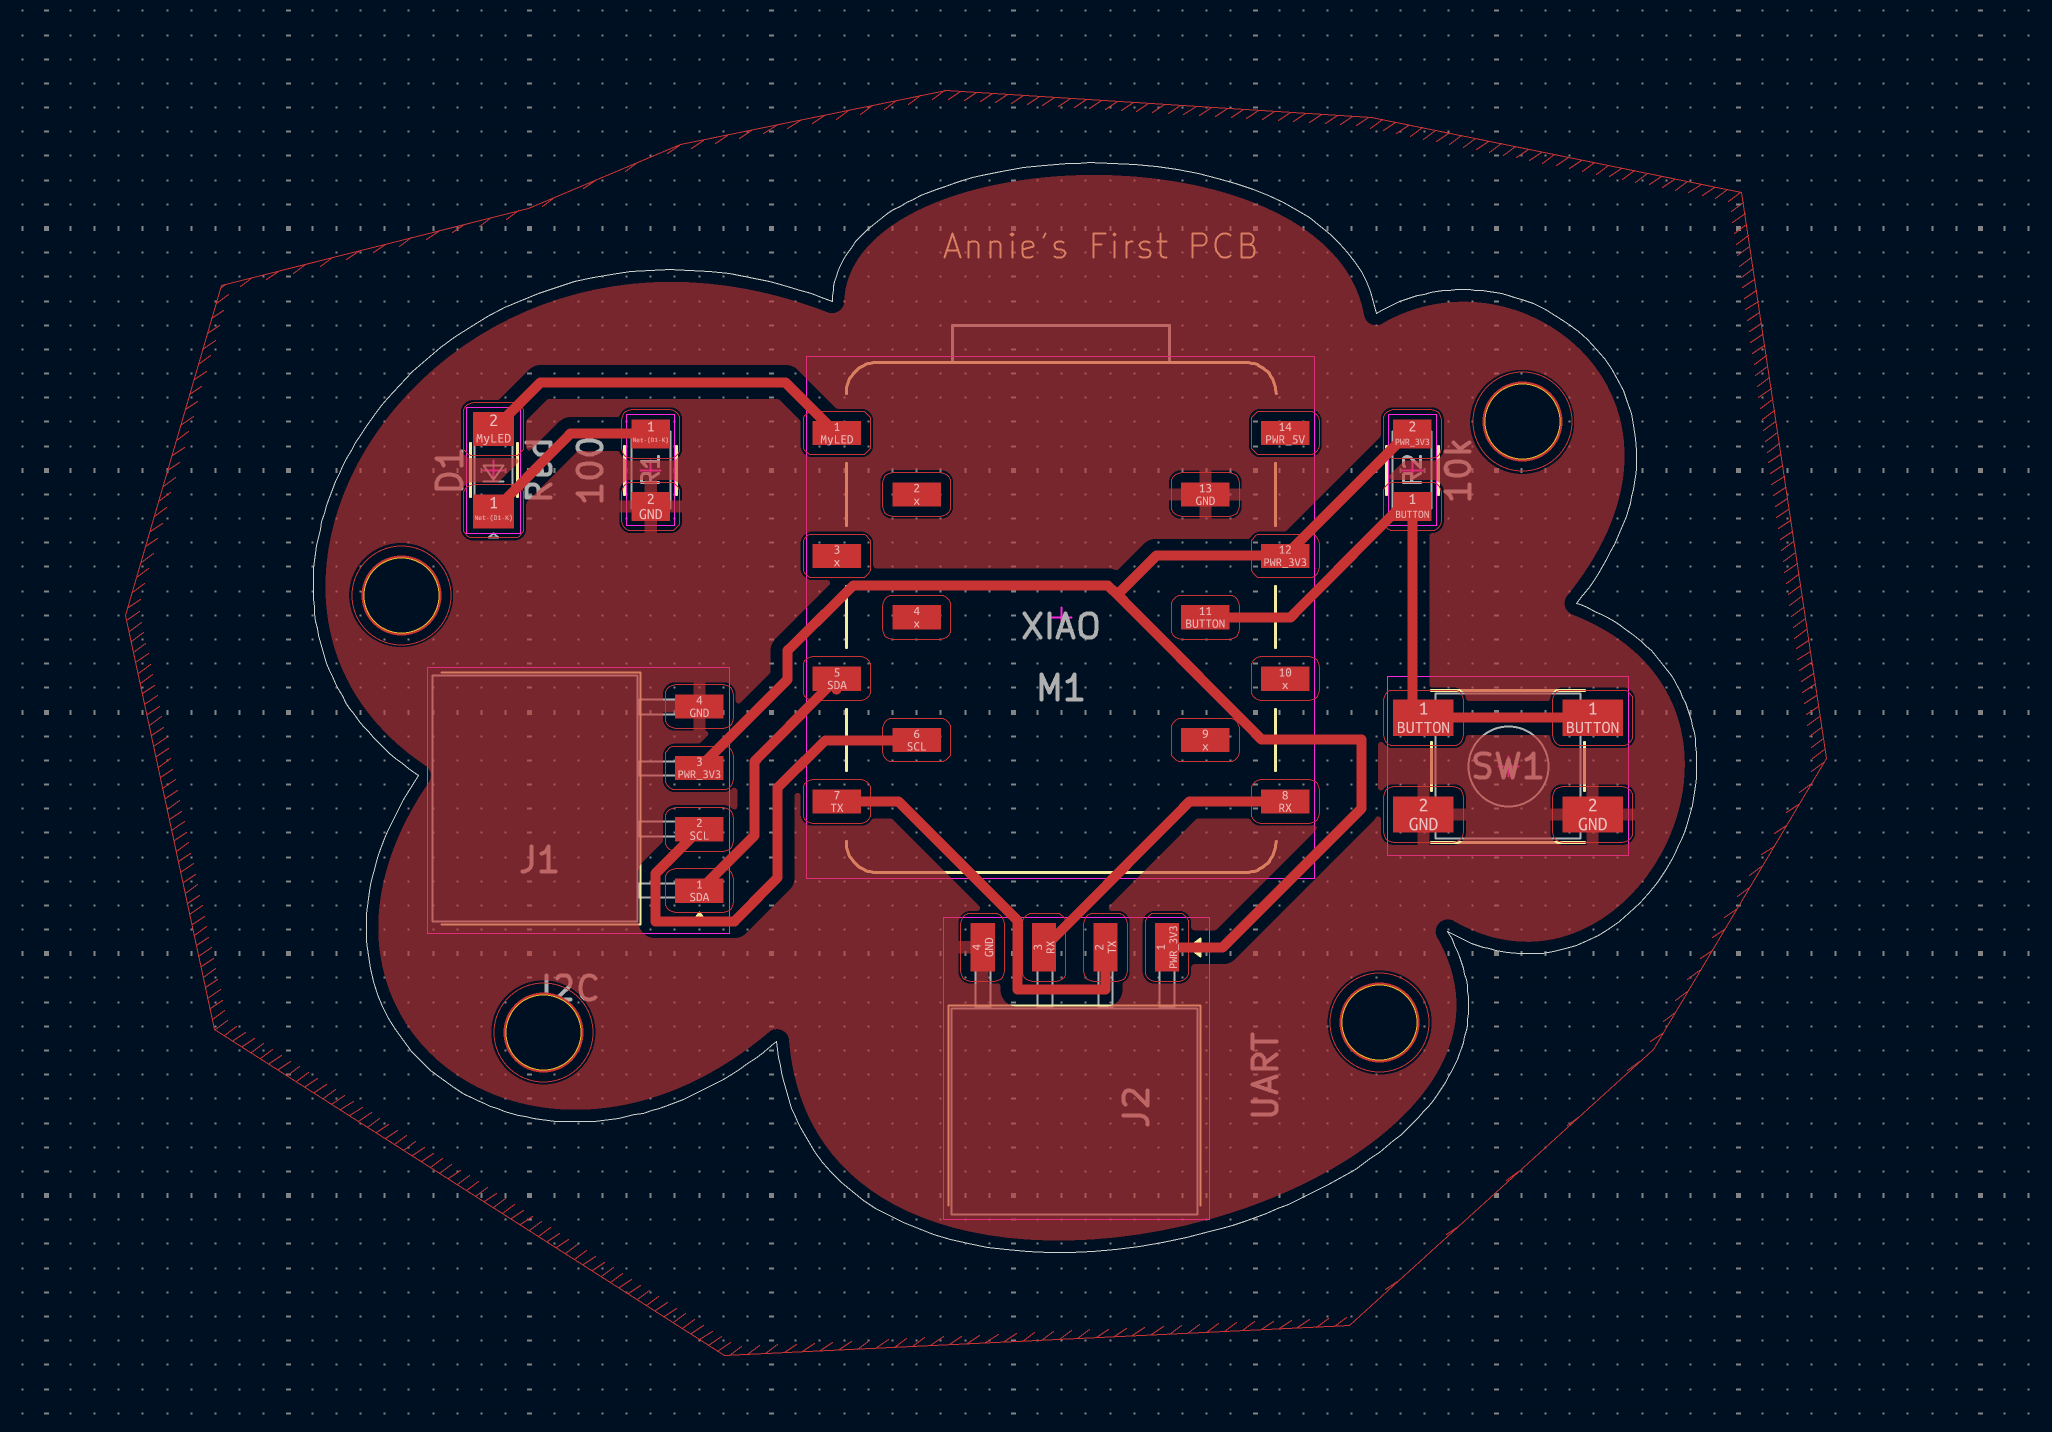 Annie's First PCB
D1
2
MyLED
1
Net-(D1-K)
Red
100
1
Net-(D1-K)
R1
2
GND
1
MyLED
2
x
3
x
4
x
5
SDA
6
SCL
7
TX
XIAO
M1
14
PWR_5V
13
GND
12
PWR_3V3
11
BUTTON
10
x
9
x
8
RX
2
PWR_3V3
R2
10k
1
BUTTON
4
GND
3
PWR_3V3
2
SCL
1
SDA
J1
I2C
1
BUTTON
1
BUTTON
SW1
2
GND
2
GND
4
GND
3
RX
2
TX
1
PWR_3V3
J2
UART